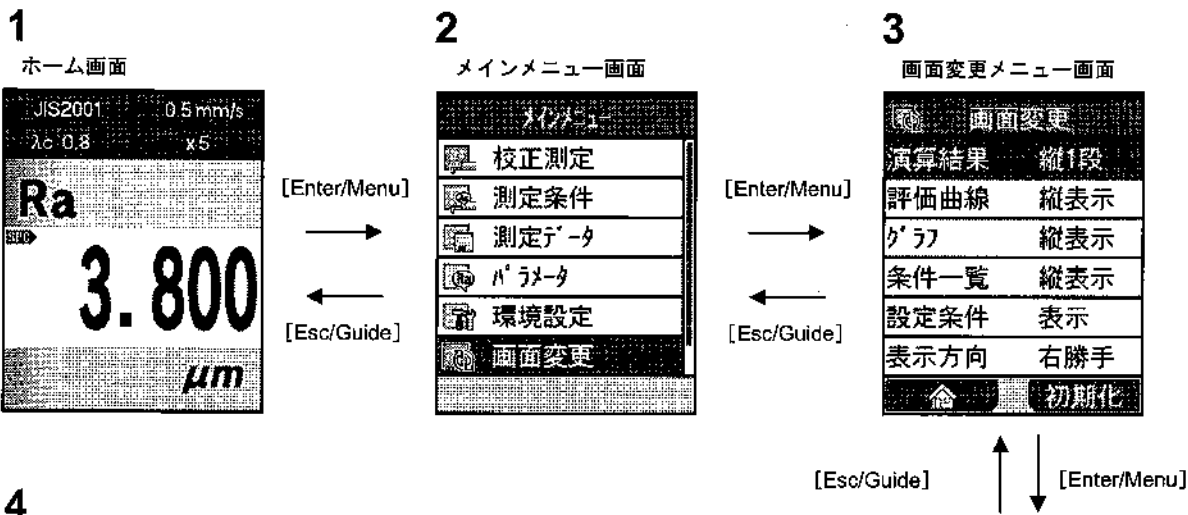 1
ホーム画面
JIS2001 0.5mm/s
λc 0.8 x5
Ra
3.800
μm
[Enter/Menu]
[Esc/Guide]
2
メインメニュー画面
ﾒｲﾝﾒﾆｭｰ
校正測定
測定条件
測定ﾃﾞｰﾀ
ﾊﾟﾗﾒｰﾀ
環境設定
画面変更
[Enter/Menu]
[Esc/Guide]
3
画面変更メニュー画面
画面変更
演算結果 縦1段
評価曲線 縦表示
ｸﾞﾗﾌ 縦表示
条件一覧 縦表示
設定条件 表示
表示方向 右勝手
初期化
[Esc/Guide] [Enter/Menu]
4